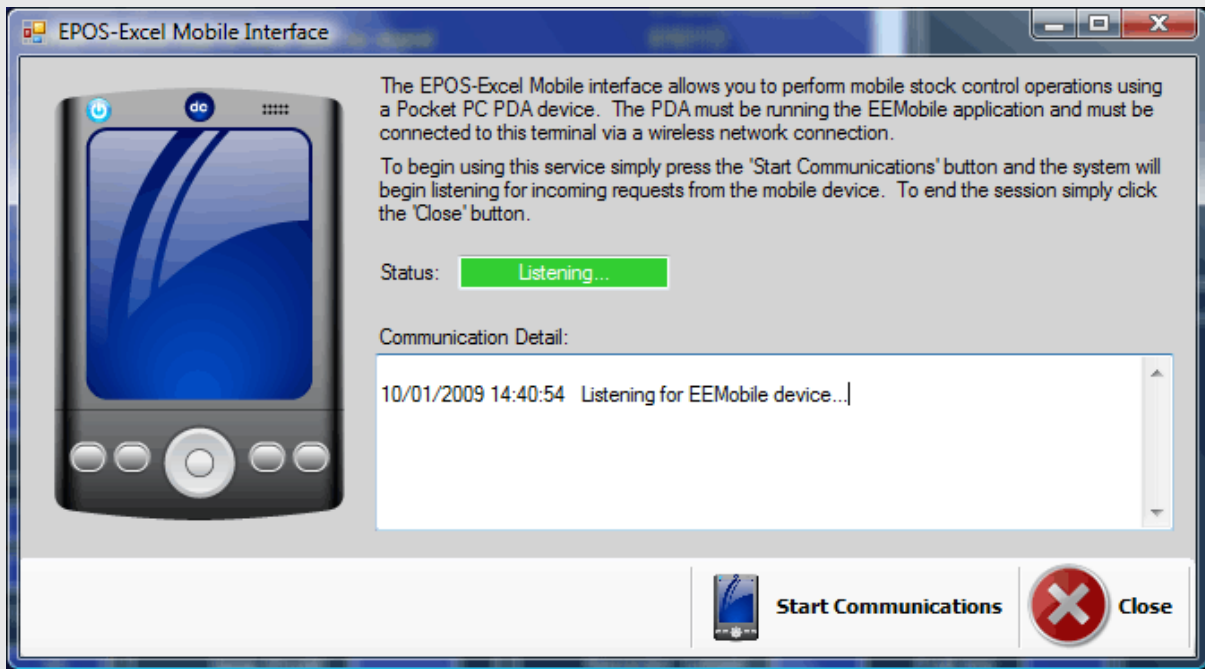 EPOS-Excel Mobile Interface
The EPOS-Excel Mobile interface allows you to perform mobile stock control operations using
a Pocket PC PDA device. The PDA must be running the EEMobile application and must be
connected to this terminal via a wireless network connection.
To begin using this service simply press the 'Start Communications' button and the system will
begin listening for incoming requests from the mobile device. To end the session simply click
the 'Close' button.
dc
Status: Listening...
Communication Detail:
10/01/2009 14:40:54 Listening for EEMobile device...
Start Communications
Close